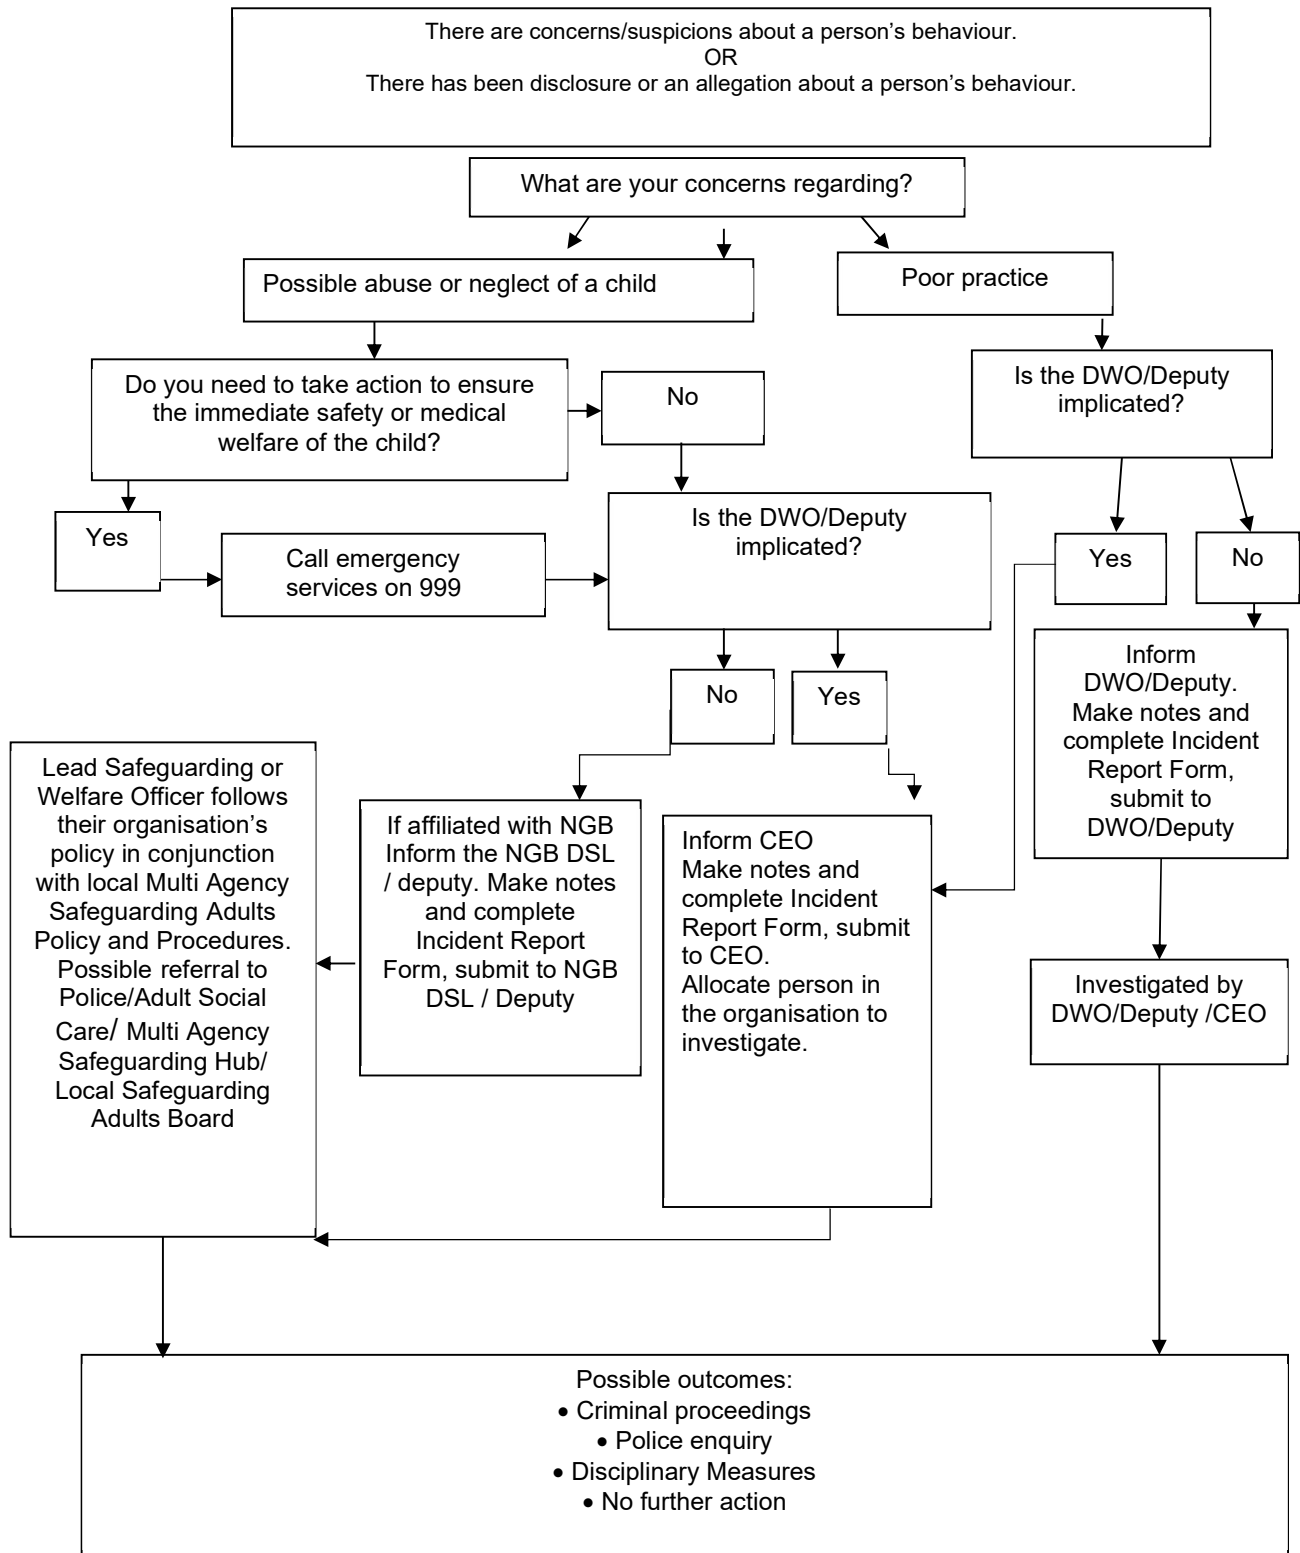 There are concerns/suspicions about a person’s behaviour.
OR
There has been disclosure or an allegation about a person’s behaviour.
What are your concerns regarding?
Possible abuse or neglect of a child
Poor practice
Do you need to take action to ensure
the immediate safety or medical
welfare of the child?
No
Is the DWO/Deputy
implicated?
Yes
Call emergency
services on 999
Is the DWO/Deputy
implicated?
Yes
No
No
Yes
Inform
DWO/Deputy.
Make notes and
complete Incident
Report Form,
submit to
DWO/Deputy
Lead Safeguarding or
Welfare Officer follows
their organisation’s
policy in conjunction
with local Multi Agency
Safeguarding Adults
Policy and Procedures.
Possible referral to
Police/Adult Social
Care/ Multi Agency
Safeguarding Hub/
Local Safeguarding
Adults Board
If affiliated with NGB
Inform the NGB DSL
/ deputy. Make notes
and complete
Incident Report
Form, submit to NGB
DSL / Deputy
Inform CEO
Make notes and
complete Incident
Report Form, submit
to CEO.
Allocate person in
the organisation to
investigate.
Investigated by
DWO/Deputy /CEO
Possible outcomes:
• Criminal proceedings
• Police enquiry
• Disciplinary Measures
• No further action